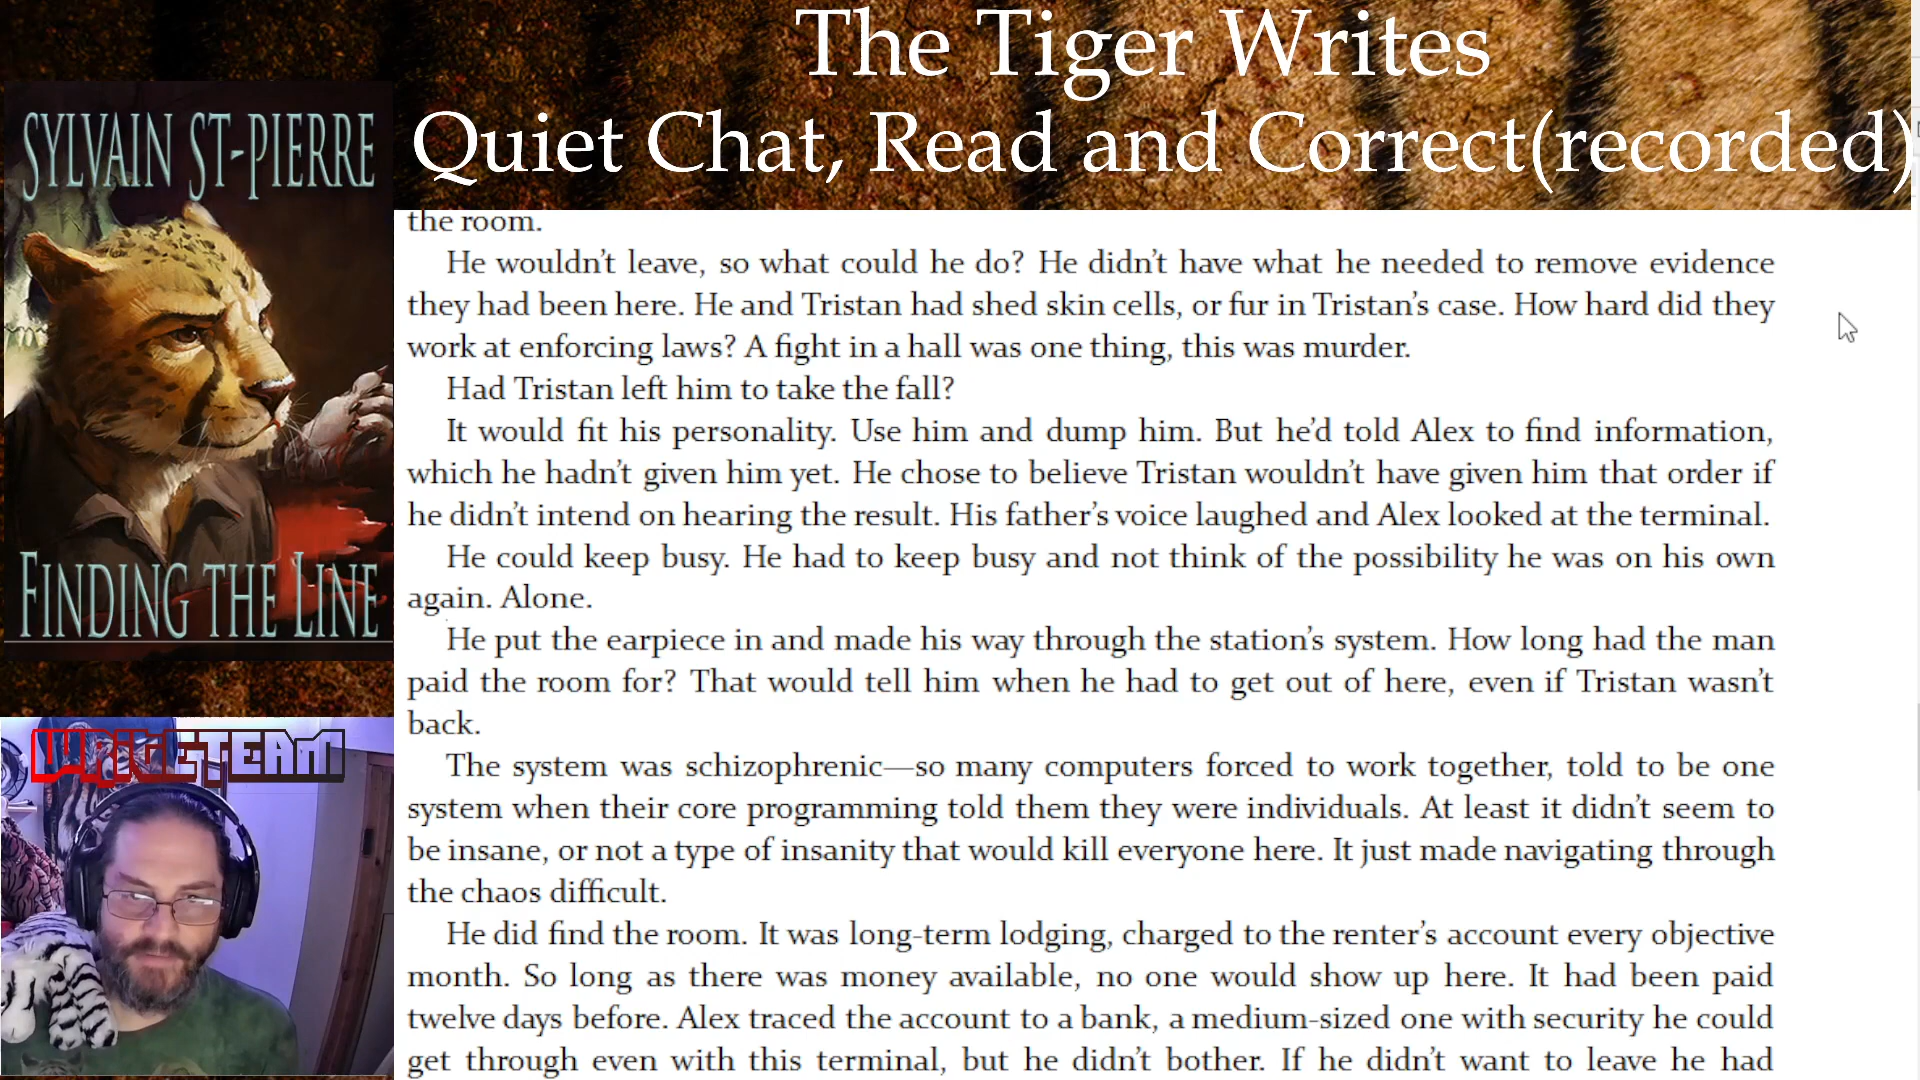 The Tiger Writes
Quiet Chat, Read and Correct(recorded)
SYLVAIN ST-PIERRE
FINDING THE LINE
WRITETEAM
the room.
He wouldn’t leave, so what could he do? He didn’t have what he needed to remove evidence
they had been here. He and Tristan had shed skin cells, or fur in Tristan’s case. How hard did they
work at enforcing laws? A fight in a hall was one thing, this was murder.
Had Tristan left him to take the fall?
It would fit his personality. Use him and dump him. But he’d told Alex to find information,
which he hadn’t given him yet. He chose to believe Tristan wouldn’t have given him that order if
he didn’t intend on hearing the result. His father’s voice laughed and Alex looked at the terminal.
He could keep busy. He had to keep busy and not think of the possibility he was on his own
again. Alone.
He put the earpiece in and made his way through the station’s system. How long had the man
paid the room for? That would tell him when he had to get out of here, even if Tristan wasn’t
back.
The system was schizophrenic—so many computers forced to work together, told to be one
system when their core programming told them they were individuals. At least it didn’t seem to
be insane, or not a type of insanity that would kill everyone here. It just made navigating through
the chaos difficult.
He did find the room. It was long-term lodging, charged to the renter’s account every objective
month. So long as there was money available, no one would show up here. It had been paid
twelve days before. Alex traced the account to a bank, a medium-sized one with security he could
get through even with this terminal, but he didn’t bother. If he didn’t want to leave he had